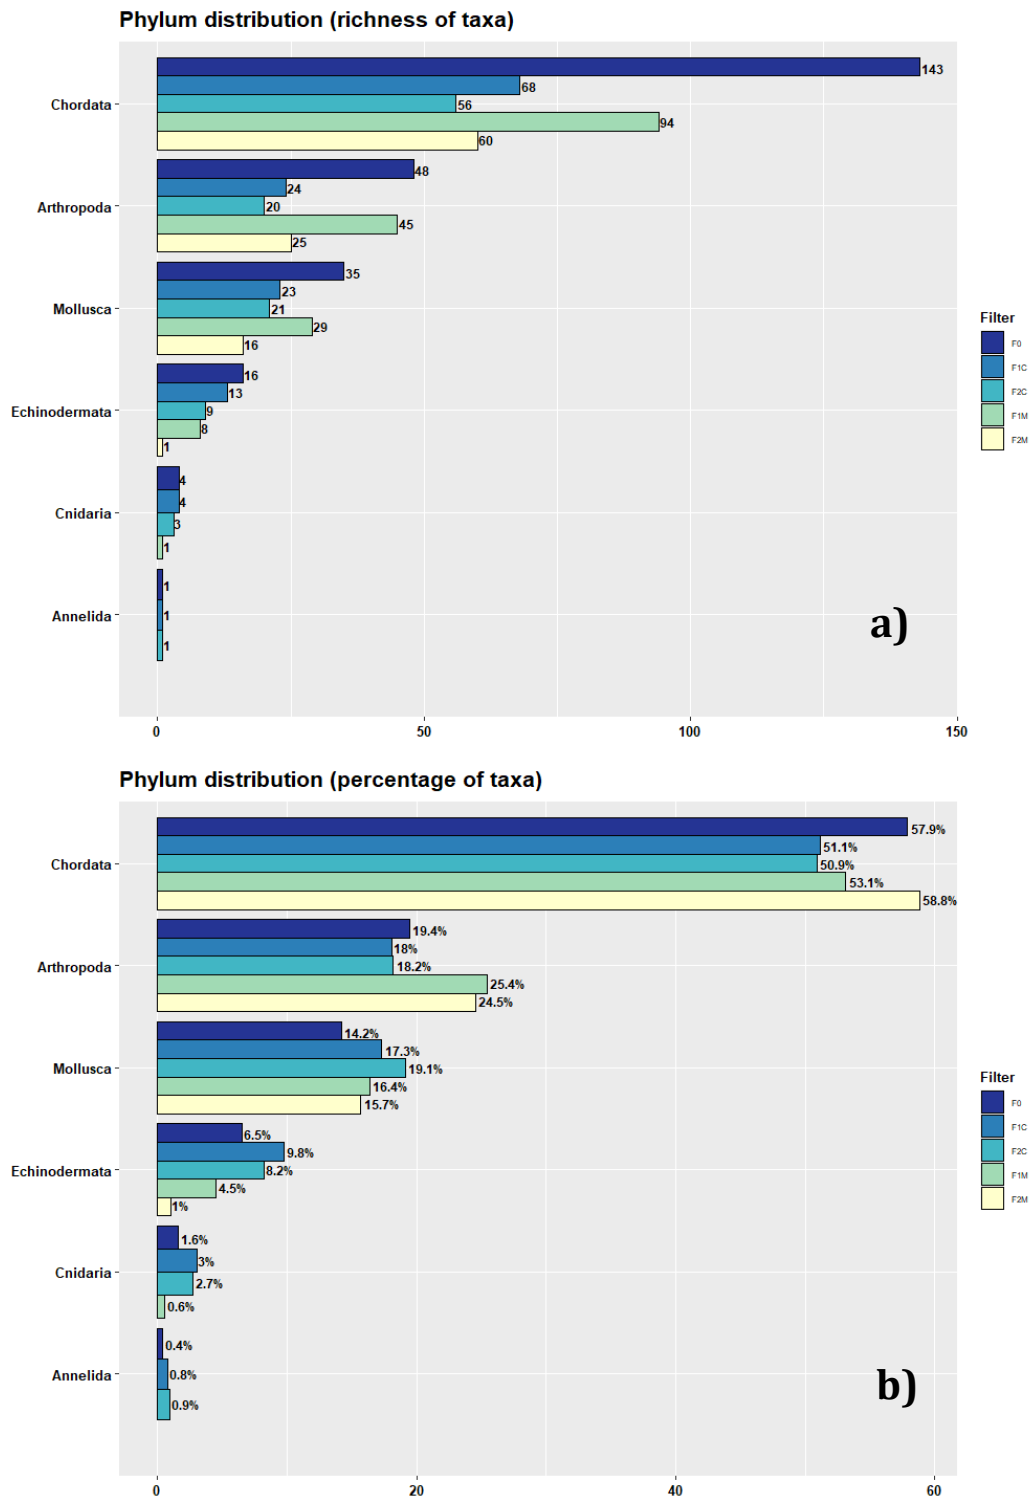 Phylum distribution (richness of taxa)
143
68
Chordata
56
94
60
48
24
Arthropoda
20
45
25
35
23
Mollusca
21
29
16
16
13
Echinodermata
9
8
1
4
4
Cnidaria
3
1
1
Annelida
1
1
a)
0 50 100 150
Filter
F0
F1C
F2C
F1M
F2M
Phylum distribution (percentage of taxa)
57.9%
51.1%
Chordata
50.9%
53.1%
58.8%
19.4%
18%
Arthropoda
18.2%
25.4%
24.5%
14.2%
17.3%
Mollusca
19.1%
16.4%
15.7%
6.5%
9.8%
Echinodermata
8.2%
4.5%
1%
1.6%
3%
Cnidaria
2.7%
0.6%
0.4%
Annelida
0.8%
0.9%
b)
0 20 40 60
Filter
F0
F1C
F2C
F1M
F2M